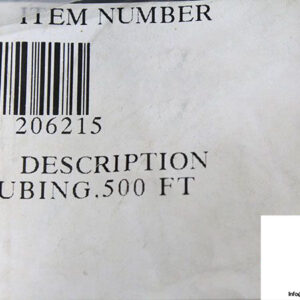 ITEM NUMBER
206215
DESCRIPTION
UBING.500 FT